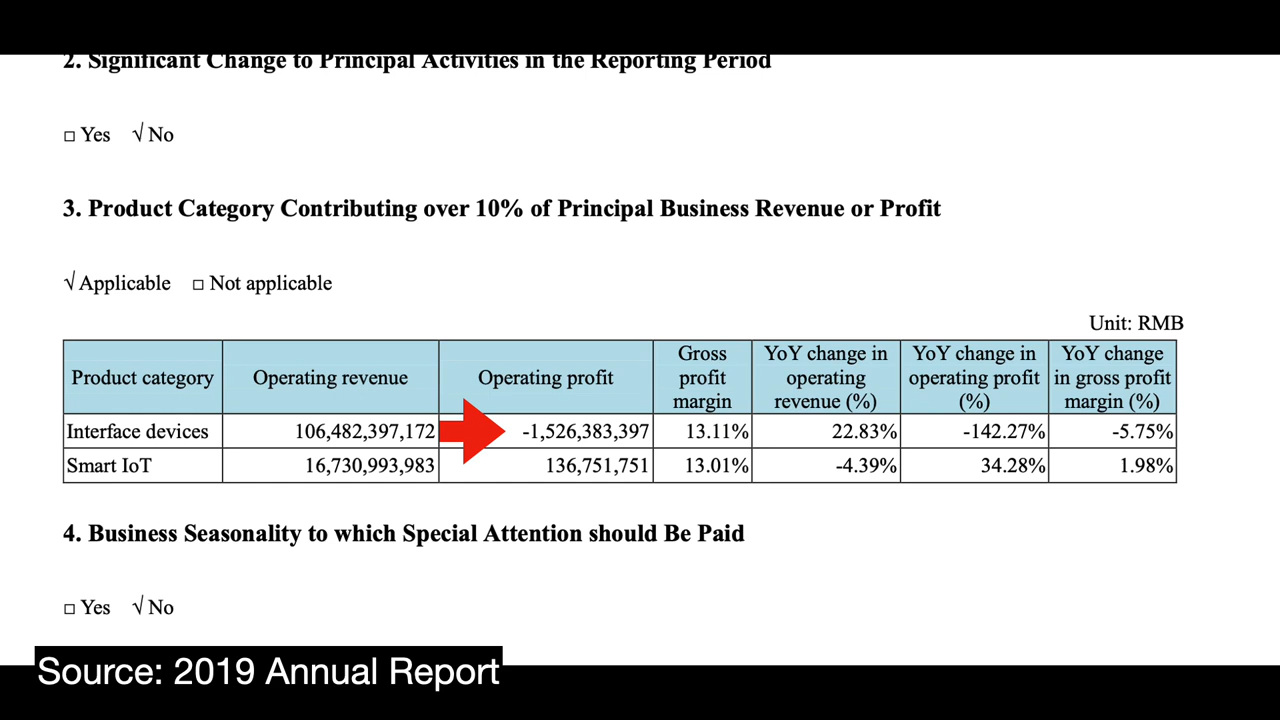 2. Significant Change to Principal Activities in the Reporting Period
□ Yes √ No
3. Product Category Contributing over 10% of Principal Business Revenue or Profit
√ Applicable □ Not applicable
Unit: RMB
Product category Operating revenue Operating profit Gross profit margin YoY change in operating revenue (%) YoY change in operating profit (%) YoY change in gross profit margin (%)
Interface devices 106,482,397,172 -1,526,383,397 13.11% 22.83% -142.27% -5.75%
Smart IoT 16,730,993,983 136,751,751 13.01% -4.39% 34.28% 1.98%
4. Business Seasonality to which Special Attention should Be Paid
□ Yes √ No
Source: 2019 Annual Report